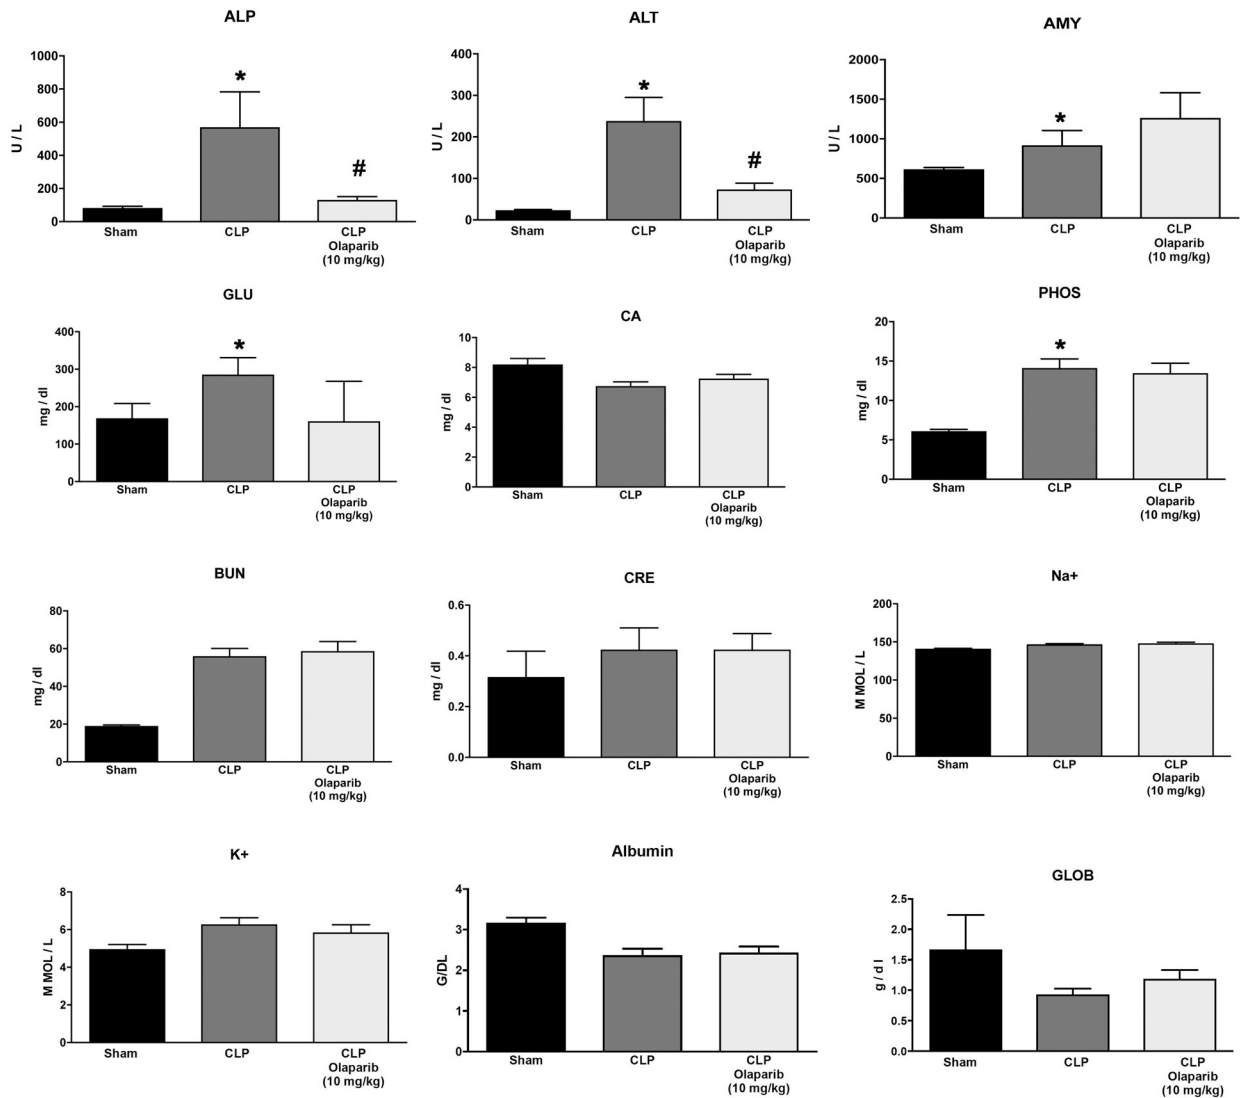 ALP
1000
800
600
400
200
0
U / L
*
#
Sham
CLP
CLP
Olaparib
(10 mg/kg)
ALT
400
300
200
100
0
U / L
*
#
Sham
CLP
CLP
Olaparib
(10 mg/kg)
AMY
2000
1500
1000
500
0
U / L
*
Sham
CLP
CLP
Olaparib
(10 mg/kg)
GLU
400
300
200
100
0
mg / dl
*
Sham
CLP
CLP
Olaparib
(10 mg/kg)
CA
10
8
6
4
2
0
mg / dl
Sham
CLP
CLP
Olaparib
(10 mg/kg)
PHOS
20
15
10
5
0
mg / dl
*
Sham
CLP
CLP
Olaparib
(10 mg/kg)
BUN
80
60
40
20
0
mg / dl
Sham
CLP
CLP
Olaparib
(10 mg/kg)
CRE
0.6
0.4
0.2
0.0
mg / dl
Sham
CLP
CLP
Olaparib
(10 mg/kg)
Na+
200
150
100
50
0
M MOL / L
Sham
CLP
CLP
Olaparib
(10 mg/kg)
K+
8
6
4
2
0
M MOL / L
Sham
CLP
CLP
Olaparib
(10 mg/kg)
Albumin
4
3
2
1
0
G/DL
Sham
CLP
CLP
Olaparib
(10 mg/kg)
GLOB
2.5
2.0
1.5
1.0
0.5
0.0
g / d l
Sham
CLP
CLP
Olaparib
(10 mg/kg)